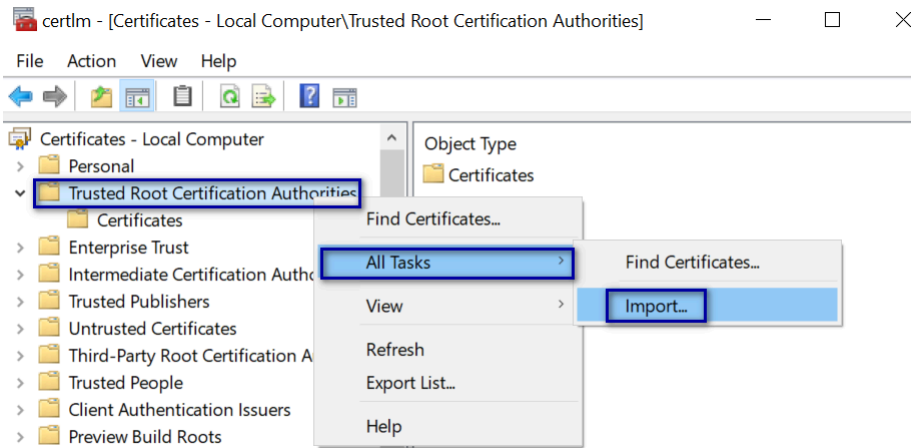 certlm - [Certificates - Local Computer\Trusted Root Certification Authorities]
File Action View Help
Certificates - Local Computer
Personal
Trusted Root Certification Authorities
Certificates
Enterprise Trust
Intermediate Certification Autho
Trusted Publishers
Untrusted Certificates
Third-Party Root Certification A
Trusted People
Client Authentication Issuers
Preview Build Roots
Object Type
Certificates
Find Certificates...
All Tasks
View
Refresh
Export List...
Help
Find Certificates...
Import...